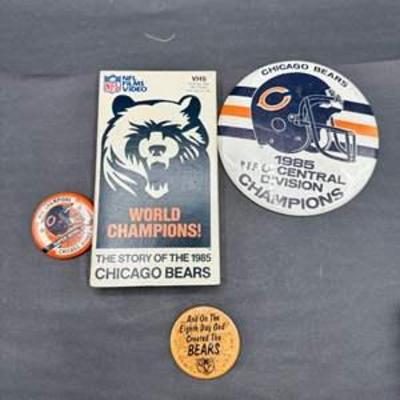 NFL FILMS
VIDEO
VHS
WORLD
CHAMPIONS!
THE STORY OF THE 1985
CHICAGO BEARS
CHICAGO BEARS
1985
NFC CENTRAL
DIVISION
CHAMPIONS
And On The
Eighth Day God
Created The
BEARS